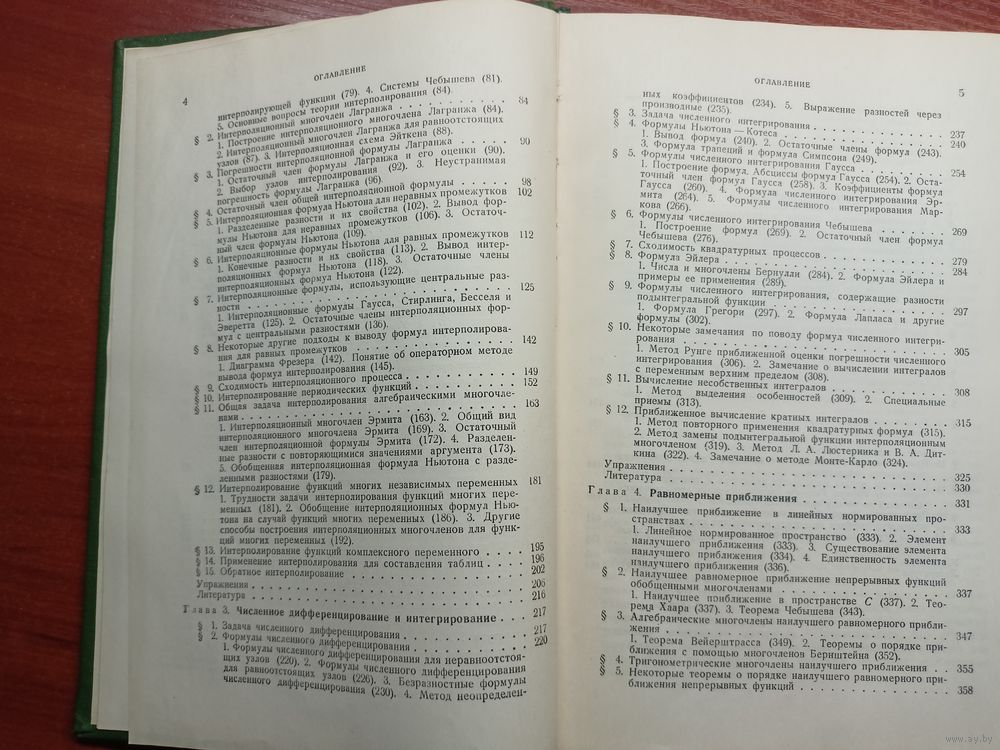 4
ОГЛАВЛЕНИЕ
интерполирующей функции (79). 4. Системы Чебышева (81).
5. Основные вопросы теории интерполирования (84).
§ 2. Интерполяционный многочлен Лагранжа . . . . . . . . . 84
1. Построение интерполяционного многочлена Лагранжа (84).
2. Интерполяционный многочлен Лагранжа для равноотстоящих
узлов (87). 3. Интерполяционная схема Эйткена (88).
§ 3. Погрешности интерполяционной формулы Лагранжа . . . . 90
1. Остаточный член Лагранжа и его оценки (90).
2. Выбор узлов интерполирования (92). 3. Неустранимая
погрешность формулы Лагранжа (96)
§ 4. Остаточный член общей интерполяционной формулы . . . . . 98
§ 5. Интерполяционная формула Ньютона для неравных промежутков 102
1. Разделенные разности и их свойства (102). 2. Вывод фор-
мулы Ньютона для неравных промежутков (106). 3. Остаточ-
ный член формулы Ньютона (109).
§ 6. Интерполяционные формулы Ньютона для равных промежутков 112
1. Конечные разности и их свойства (113). 2. Вывод интер-
поляционных формул Ньютона (118). 3. Остаточные члены
интерполяционных формул Ньютона (122).
§ 7. Интерполяционные формулы, использующие центральные раз-
ности . . . . . . . . . . . . . . . . . . . . . 125
1. Интерполяционные формулы Гаусса, Стирлинга, Бесселя и
Эверетта (125). 2. Остаточные члены интерполяционных фор-
мул с центральными разностями (136).
§ 8. Некоторые другие подходы к выводу формул интерполирова-
ния для равных промежутков . . . . . . . . . . . . 142
1. Диаграмма Фрезера (142). Понятие об операторном методе
вывода формул интерполирования (145).
§ 9. Сходимость интерполяционного процесса . . . . . . . . . 149
§ 10. Интерполирование периодических функций . . . . . . . . 152
§ 11. Общая задача интерполирования алгебраическими многочле-
нами . . . . . . . . . . . . . . . . . . . . . 163
1. Интерполяционный многочлен Эрмита (163). 2. Общий вид
интерполяционного многочлена Эрмита (169). 3. Остаточный
член интерполяционной формулы Эрмита (172). 4. Разделен-
ные разности с повторяющимися значениями аргумента (173).
5. Обобщенная интерполяционная формула Ньютона с разде-
ленными разностями (179).
§ 12. Интерполирование функций многих независимых переменных 181
1. Трудности задачи интерполирования функций многих пере-
менных (181). 2. Обобщение интерполяционных формул Нью-
тона на случай функций многих переменных (186). 3. Другие
способы построения интерполяционных многочленов для функ-
ций многих переменных (192).
§ 13. Интерполирование функций комплексного переменного . . . . 195
§ 14. Применение интерполирования для составления таблиц . . . . 196
§ 15. Обратное интерполирование . . . . . . . . . . . . . 202
Упражнения . . . . . . . . . . . . . . . . . . . . 206
Литература . . . . . . . . . . . . . . . . . . . . 216
Глава 3. Численное дифференцирование и интегрирование . . . 217
§ 1. Задача численного дифференцирования . . . . . . . . . 217
§ 2. Формулы численного дифференцирования . . . . . . . . . 220
1. Формулы численного дифференцирования для неравноотстоя-
щих узлов (220). 2. Формулы численного дифференцирования
для равноотстоящих узлов (226). 3. Безразностные формулы
численного дифференцирования (230). 4. Метод неопределен-
ОГЛАВЛЕНИЕ
5
ных коэффициентов (234). 5. Выражение разностей через
производные (235).
§ 3. Задача численного интегрирования . . . . . . . . . . 237
§ 4. Формулы Ньютона — Котеса . . . . . . . . . . . . . 240
1. Вывод формул (240). 2. Остаточные члены формул (243).
3. Формула трапеций и формула Симпсона (249).
§ 5. Формулы численного интегрирования Гаусса . . . . . . . 254
1. Построение формул. Абсциссы формул Гаусса (254). 2. Оста-
точный член формул Гаусса (258). 3. Коэффициенты формул
Гаусса (260). 4. Формула численного интегрирования Эр-
мита (264). 5. Формулы численного интегрирования Мар-
кова (266).
§ 6. Формулы численного интегрирования Чебышева . . . . . . 269
1. Построение формул (269). 2. Остаточный член формул
Чебышева (276).
§ 7. Сходимость квадратурных процессов . . . . . . . . . . 279
§ 8. Формула Эйлера . . . . . . . . . . . . . . . . . 284
1. Числа и многочлены Бернулли (284). 2. Формула Эйлера и
примеры ее применения (289).
§ 9. Формулы численного интегрирования, содержащие разности
подынтегральной функции . . . . . . . . . . . . . . 297
1. Формула Грегори (297). 2. Формула Лапласа и другие
формулы (302).
§ 10. Некоторые замечания по поводу формул численного интегри-
рования . . . . . . . . . . . . . . . . . . . . 305
1. Метод Рунге приближенной оценки погрешности численного
интегрирования (306). 2. Замечание о вычислении интегралов
с переменным верхним пределом (308).
§ 11. Вычисление несобственных интегралов . . . . . . . . . 308
1. Метод выделения особенностей (309). 2. Специальные
приемы (313).
§ 12. Приближенное вычисление кратных интегралов . . . . . . 315
1. Метод повторного применения квадратурных формул (315).
2. Метод замены подынтегральной функции интерполяционным
многочленом (319). 3. Метод Л. А. Люстерника и В. А. Дит-
кина (322). 4. Замечание о методе Монте-Карло (324).
Упражнения . . . . . . . . . . . . . . . . . . . . 325
Литература . . . . . . . . . . . . . . . . . . . . 330
Глава 4. Равномерные приближения . . . . . . . . . . . 331
§ 1. Наилучшее приближение в линейных нормированных про-
странствах . . . . . . . . . . . . . . . . . . . 333
1. Линейное нормированное пространство (333). 2. Элемент
наилучшего приближения (333). 3. Существование элемента
наилучшего приближения (334). 4. Единственность элемента
наилучшего приближения (336).
§ 2. Наилучшее равномерное приближение непрерывных функций
обобщенными многочленами . . . . . . . . . . . . . 337
1. Наилучшее приближение в пространстве C (337). 2. Тео-
рема Хаара (337). 3. Теорема Чебышева (343).
§ 3. Алгебраические многочлены наилучшего равномерного прибли-
жения . . . . . . . . . . . . . . . . . . . . . 347
1. Теорема Вейерштрасса (349). 2. Теоремы о порядке при-
ближения с помощью многочленов Бернштейна (352).
§ 4. Тригонометрические многочлены наилучшего приближения . . 355
§ 5. Некоторые теоремы о порядке наилучшего равномерного при-
ближения непрерывных функций . . . . . . . . . . . 358
www.ay.by